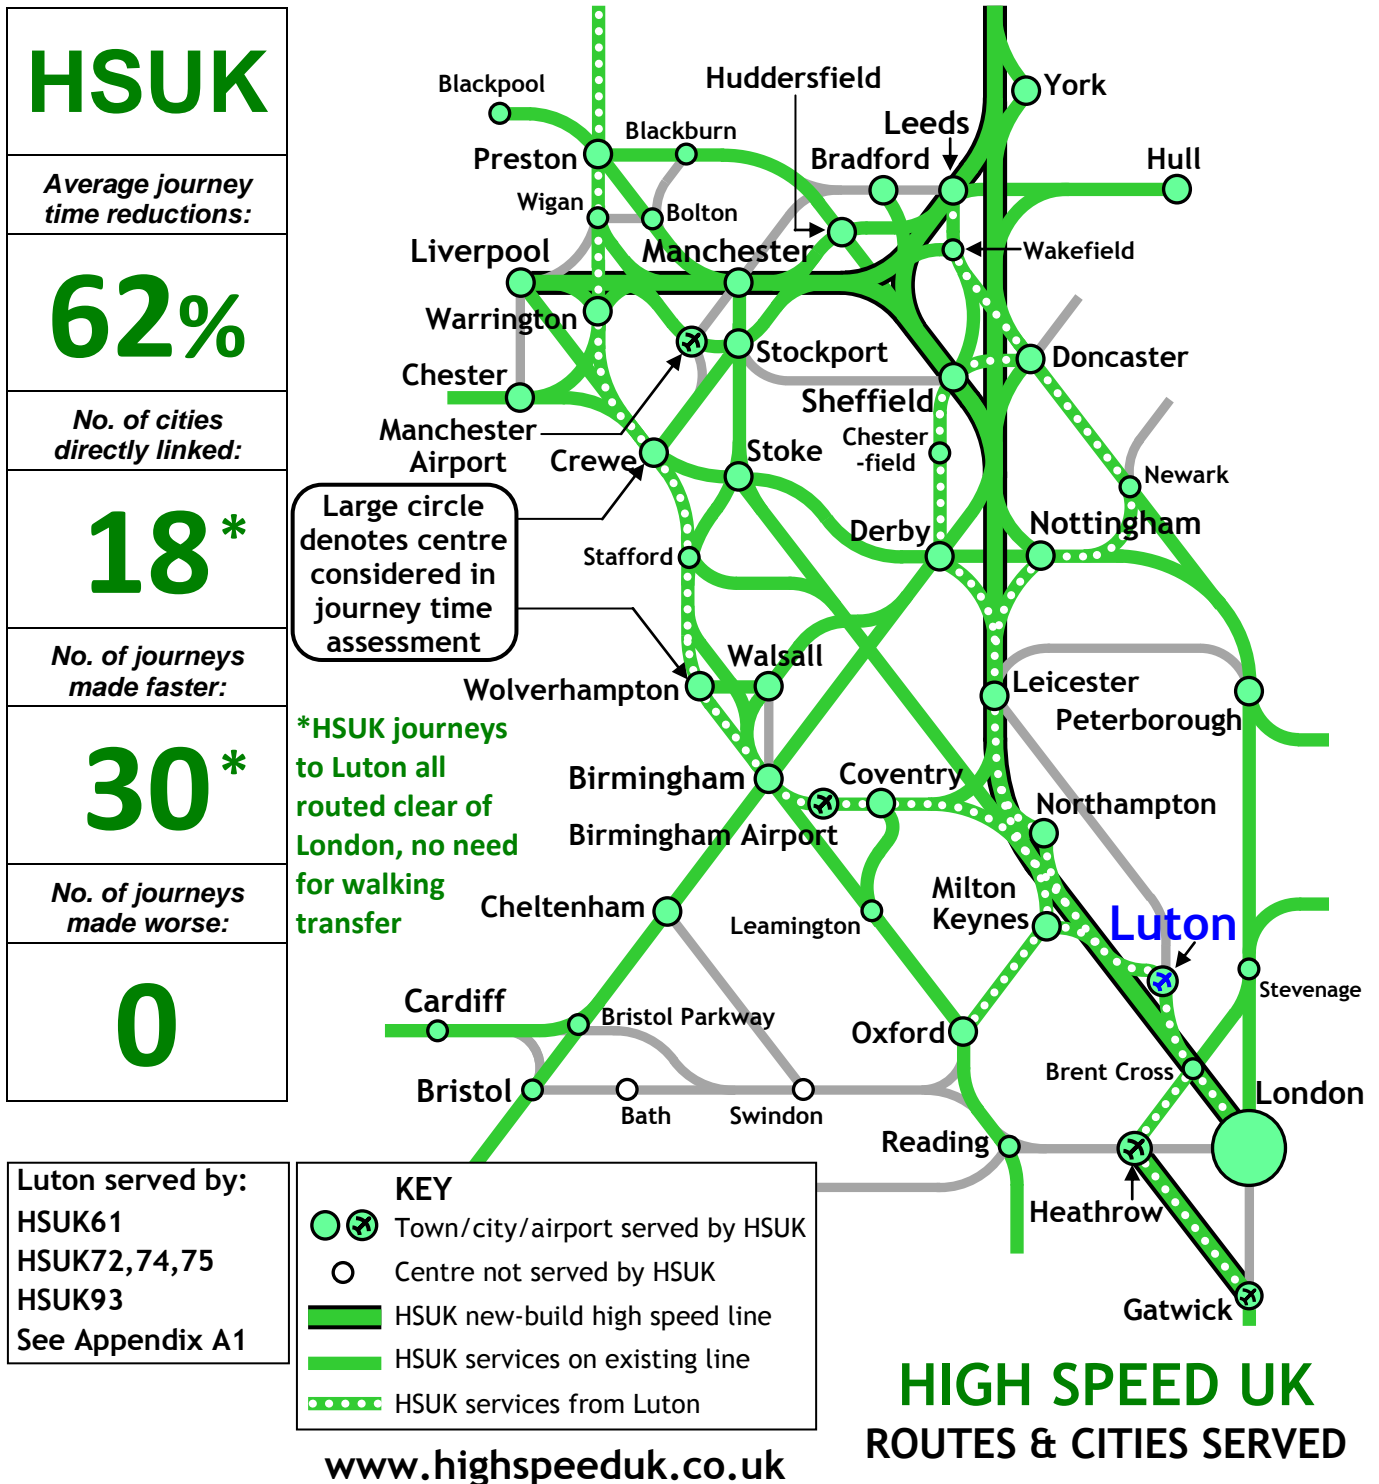 HSUK
Average journey
time reductions:
62%
No. of cities
directly linked:
18*
No. of journeys
made faster:
30*
No. of journeys
made worse:
0
Luton served by:
HSUK61
HSUK72,74,75
HSUK93
See Appendix A1
Blackpool
Huddersfield
York
Blackburn
Leeds
Preston
Bradford
Hull
Wigan
Bolton
Liverpool
Manchester
Wakefield
Warrington
Stockport
Doncaster
Chester
Sheffield
Manchester
Airport
Chester
-field
Crewe
Stoke
Newark
Large circle
denotes centre
considered in
journey time
assessment
Nottingham
Derby
Stafford
Walsall
Wolverhampton
Leicester
Peterborough
*HSUK journeys
to Luton all
routed clear of
London, no need
for walking
transfer
Birmingham
Coventry
Northampton
Birmingham Airport
Milton
Keynes
Cheltenham
Leamington
Luton
Stevenage
Cardiff
Bristol Parkway
Oxford
Brent Cross
London
Bristol
Bath
Swindon
Reading
Heathrow
Gatwick
KEY
Town/city/airport served by HSUK
Centre not served by HSUK
HSUK new-build high speed line
HSUK services on existing line
HSUK services from Luton
www.highspeeduk.co.uk
HIGH SPEED UK
ROUTES & CITIES SERVED